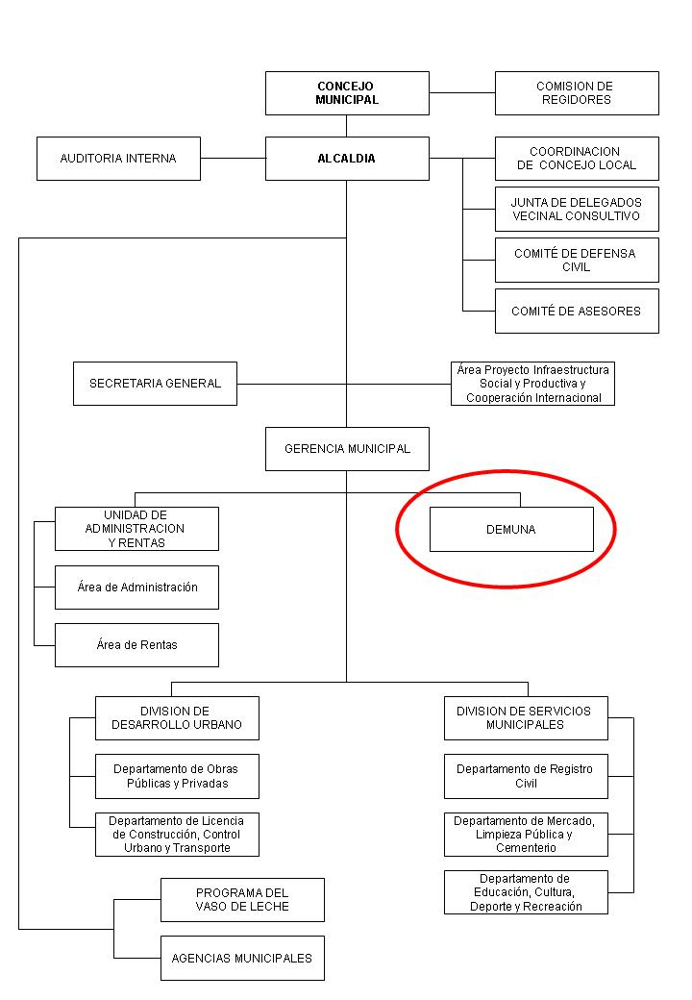 CONCEJO
MUNICIPAL
COMISION DE
REGIDORES
AUDITORIA INTERNA
ALCALDIA
COORDINACION
DE CONCEJO LOCAL
JUNTA DE DELEGADOS
VECINAL CONSULTIVO
COMITÉ DE DEFENSA
CIVIL
COMITÉ DE ASESORES
SECRETARIA GENERAL
Área Proyecto Infraestructura
Social y Productiva y
Cooperación Internacional
GERENCIA MUNICIPAL
UNIDAD DE
ADMINISTRACION
Y RENTAS
DEMUNA
Área de Administración
Área de Rentas
DIVISION DE
DESARROLLO URBANO
DIVISION DE SERVICIOS
MUNICIPALES
Departamento de Obras
Públicas y Privadas
Departamento de Registro
Civil
Departamento de Licencia
de Construcción, Control
Urbano y Transporte
Departamento de Mercado,
Limpieza Pública y
Cementerio
Departamento de
Educación, Cultura,
Deporte y Recreación
PROGRAMA DEL
VASO DE LECHE
AGENCIAS MUNICIPALES